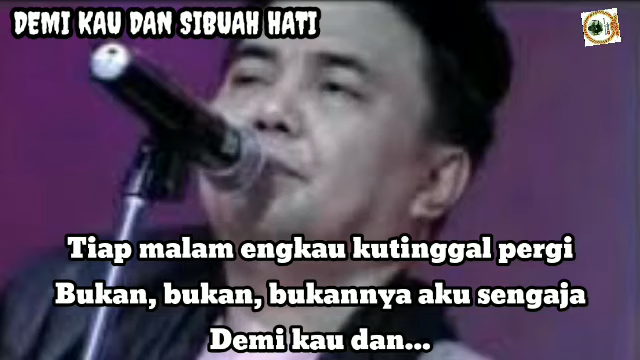 DEMI KAU DAN SIBUAH HATI
Tiap malam engkau kutinggal pergi
Bukan, bukan, bukannya aku sengaja
Demi kau dan...